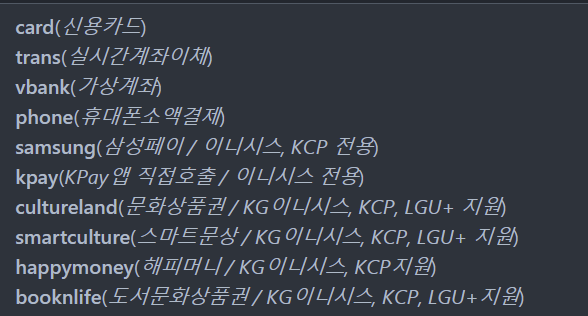 card(신용카드)
trans(실시간계좌이체)
vbank(가상계좌)
phone(휴대폰소액결제)
samsung(삼성페이 / 이니시스, KCP 전용)
kpay(KPay앱 직접호출 / 이니시스 전용)
cultureland(문화상품권 / KG이니시스, KCP, LGU+ 지원)
smartculture(스마트문상 / KG이니시스, KCP, LGU+ 지원)
happymoney(해피머니 / KG이니시스, KCP지원)
booknlife(도서문화상품권 / KG이니시스, KCP, LGU+지원)